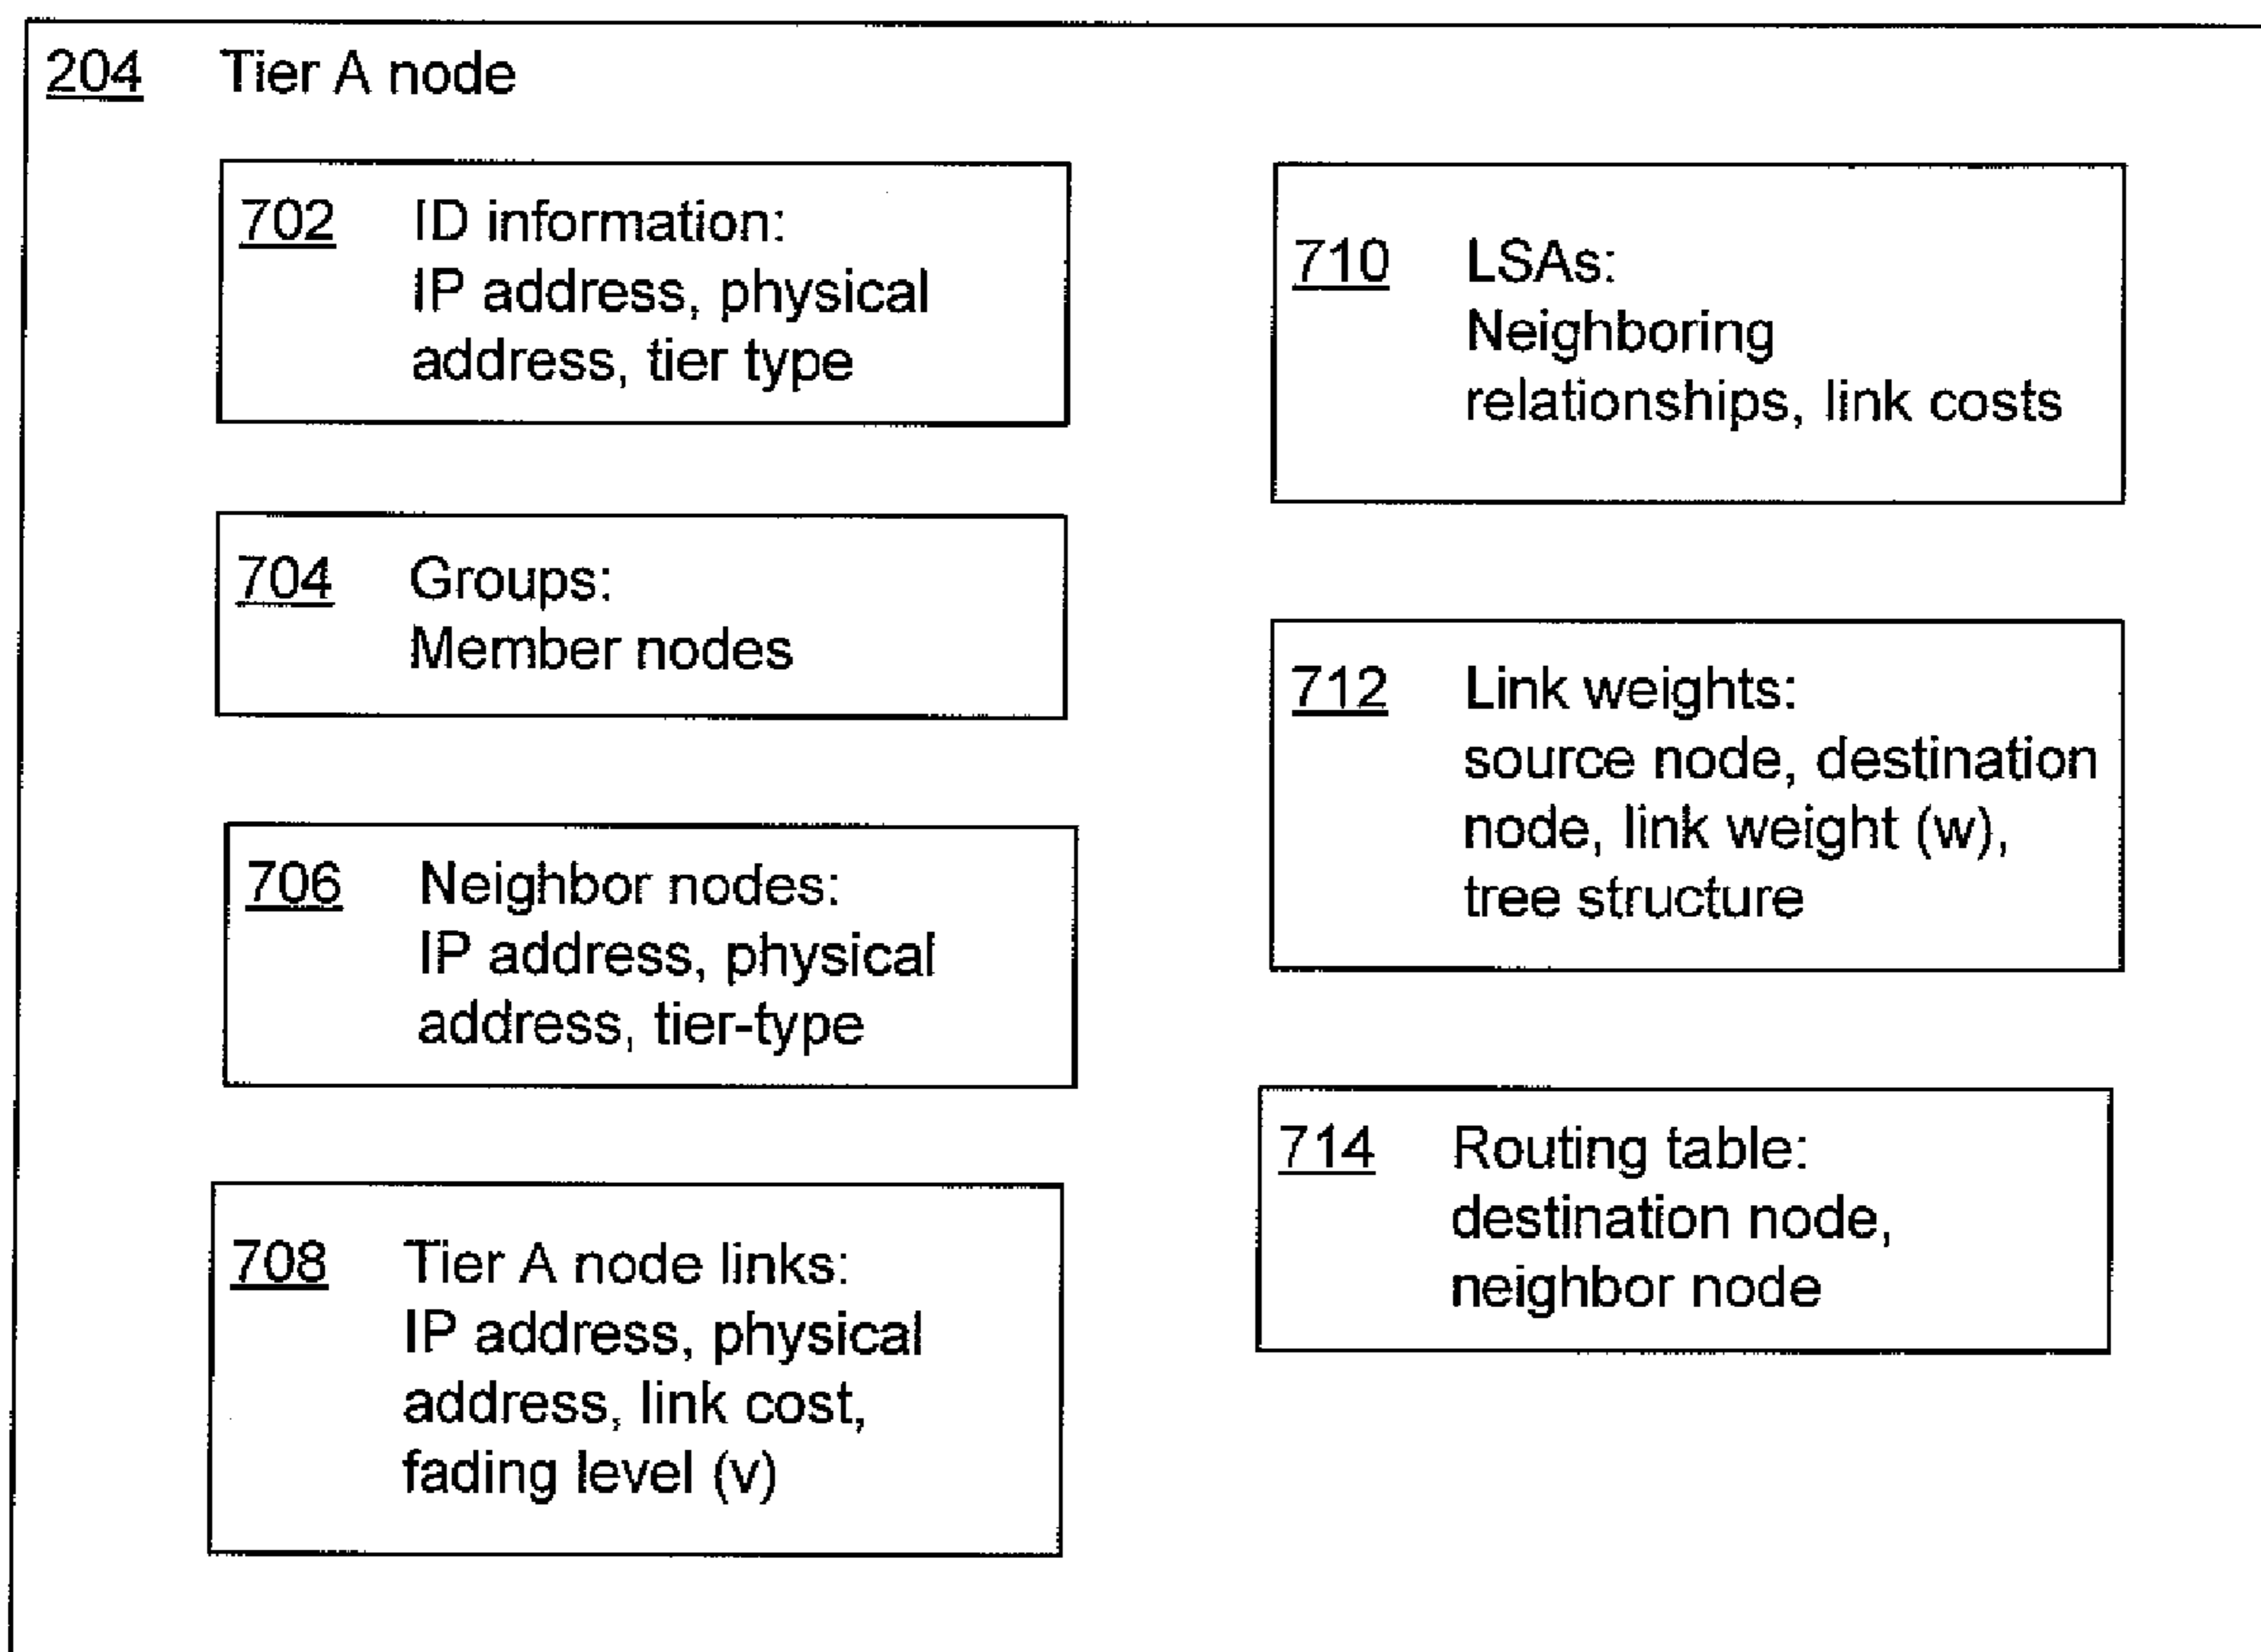 204 Tier A node
702 ID information:
IP address, physical
address, tier type
704 Groups:
Member nodes
706 Neighbor nodes:
IP address, physical
address, tier-type
708 Tier A node links:
IP address, physical
address, link cost,
fading level (v)
710 LSAs:
Neighboring
relationships, link costs
712 Link weights:
source node, destination
node, link weight (w),
tree structure
714 Routing table:
destination node,
neighbor node